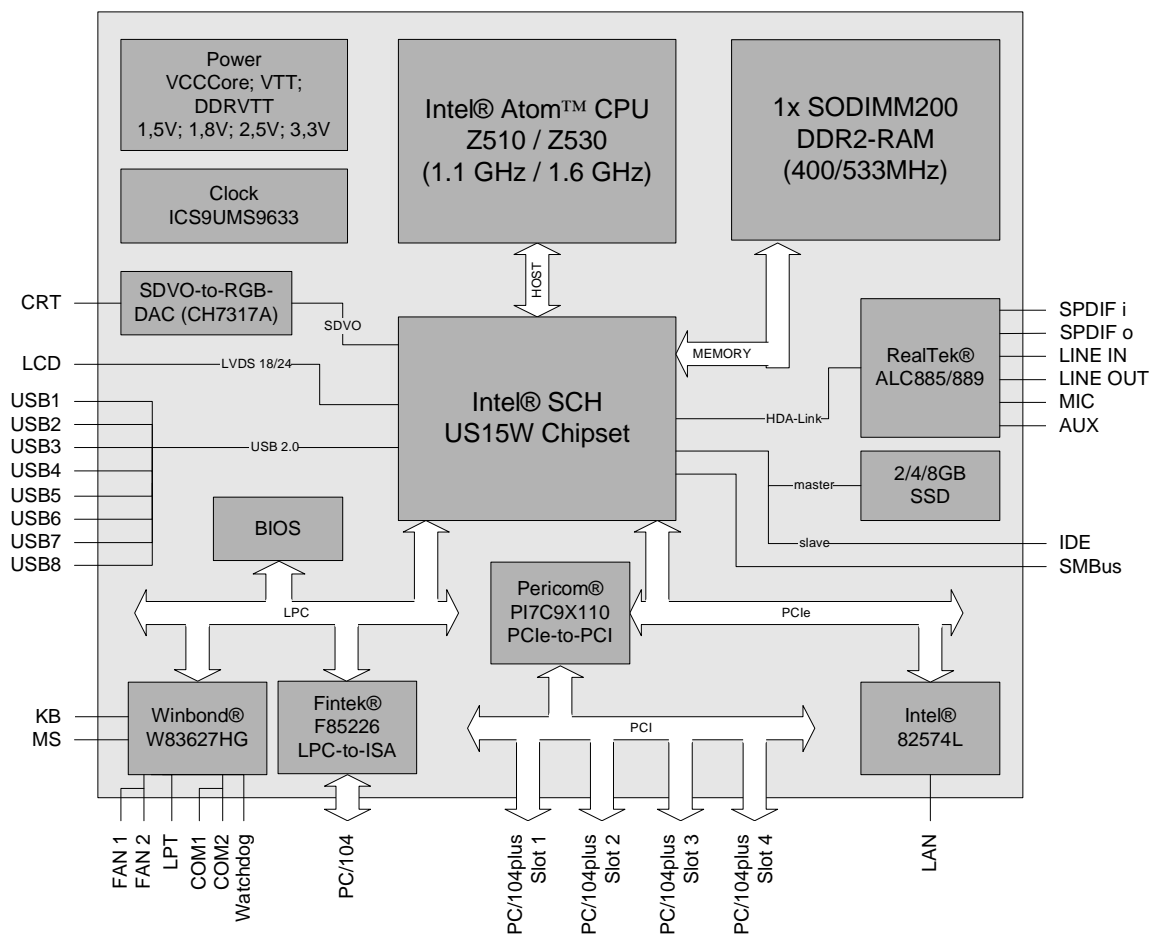 Power
VCCCore; VTT;
DDRVTT
1,5V; 1,8V; 2,5V; 3,3V
Intel® Atom™ CPU
Z510 / Z530
(1.1 GHz / 1.6 GHz)
1x SODIMM200
DDR2-RAM
(400/533MHz)
Clock
ICS9UMS9633
HOST
CRT
SDVO-to-RGB-
DAC (CH7317A)
SDVO
MEMORY
LCD
LVDS 18/24
Intel® SCH
US15W Chipset
RealTek®
ALC885/889
HDA-Link
SPDIF i
SPDIF o
LINE IN
LINE OUT
MIC
AUX
USB1
USB2
USB3
USB4
USB5
USB6
USB7
USB8
USB 2.0
master
2/4/8GB
SSD
slave
IDE
SMBus
BIOS
LPC
Pericom®
PI7C9X110
PCIe-to-PCI
PCIe
KB
MS
Winbond®
W83627HG
Fintek®
F85226
LPC-to-ISA
PCI
Intel®
82574L
FAN 1
FAN 2
LPT
COM1
COM2
Watchdog
PC/104
PC/104plus
Slot 1
PC/104plus
Slot 2
PC/104plus
Slot 3
PC/104plus
Slot 4
LAN